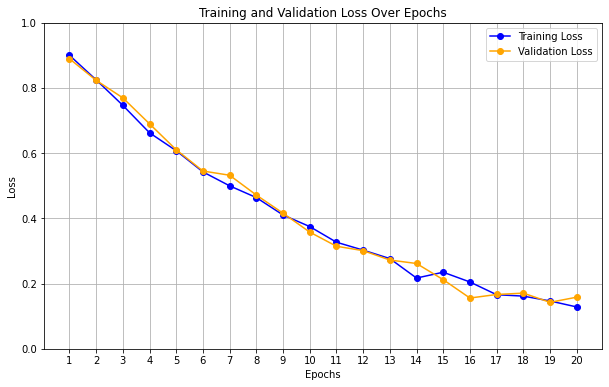 Training and Validation Loss Over Epochs
Training Loss
Validation Loss
1.0
0.8
0.6
0.4
0.2
0.0
Loss
1 2 3 4 5 6 7 8 9 10 11 12 13 14 15 16 17 18 19 20
Epochs